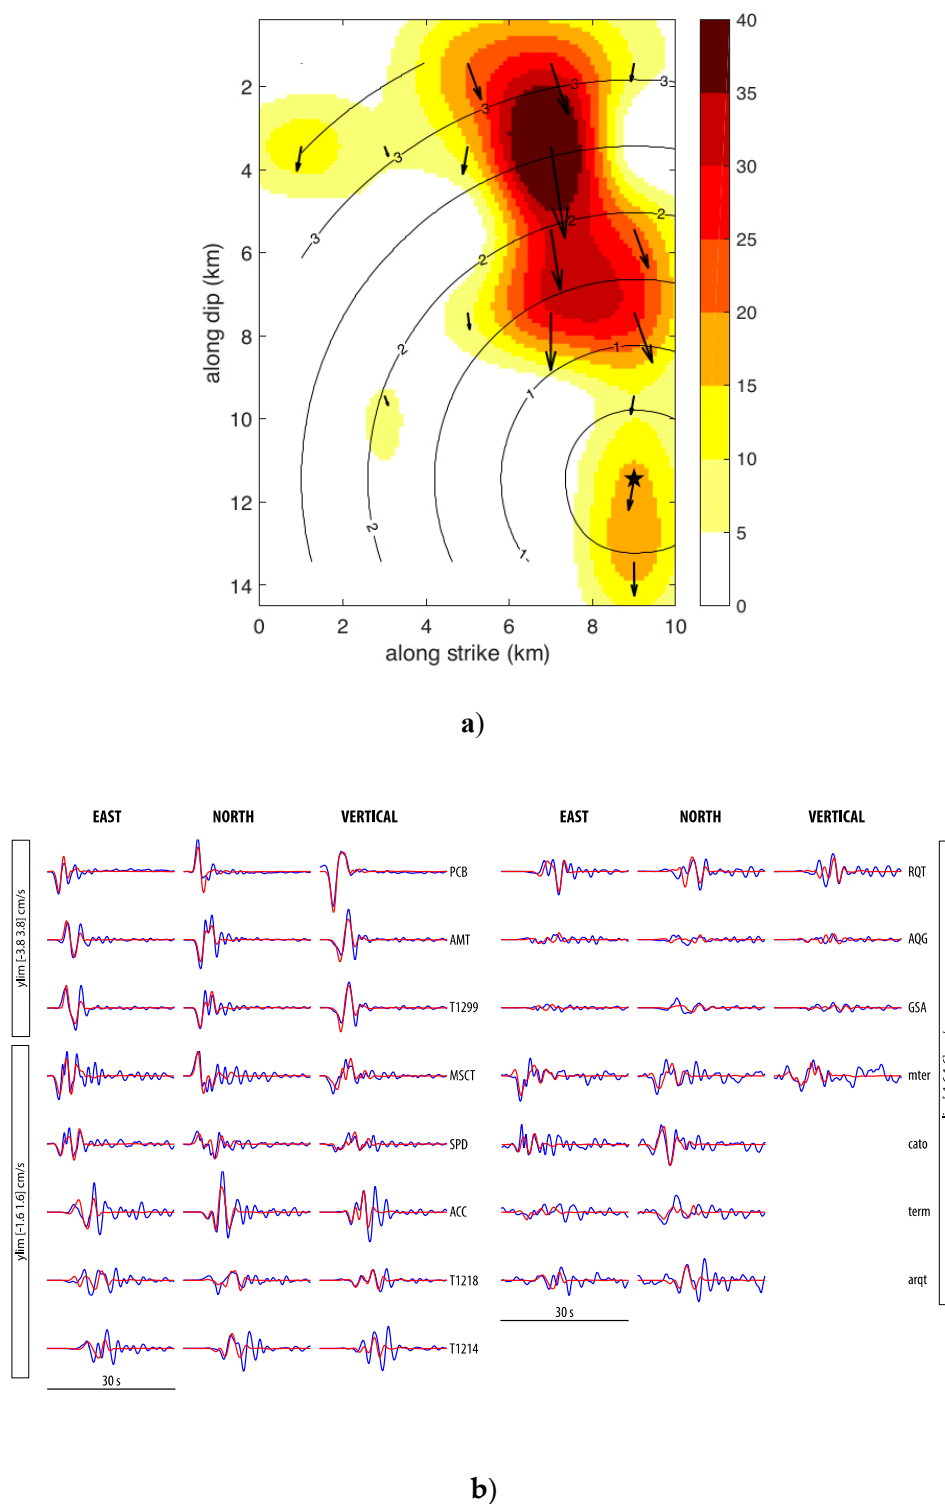 40
35
30
25
20
15
10
5
0
2
4
6
8
10
12
14
along dip (km)
0 2 4 6 8 10
along strike (km)
3
3
3
3
3
2
2
2
2
2
1
1
1
a)
EAST NORTH VERTICAL EAST NORTH VERTICAL
ylim [-3.8 3.8] cm/s
PCB RQT
AMT AQG
T1299 GSA
ylim [-1.6 1.6] cm/s
MSCT mter
SPD cato
ACC term
T1218 arqt
30 s
T1214
30 s
b)